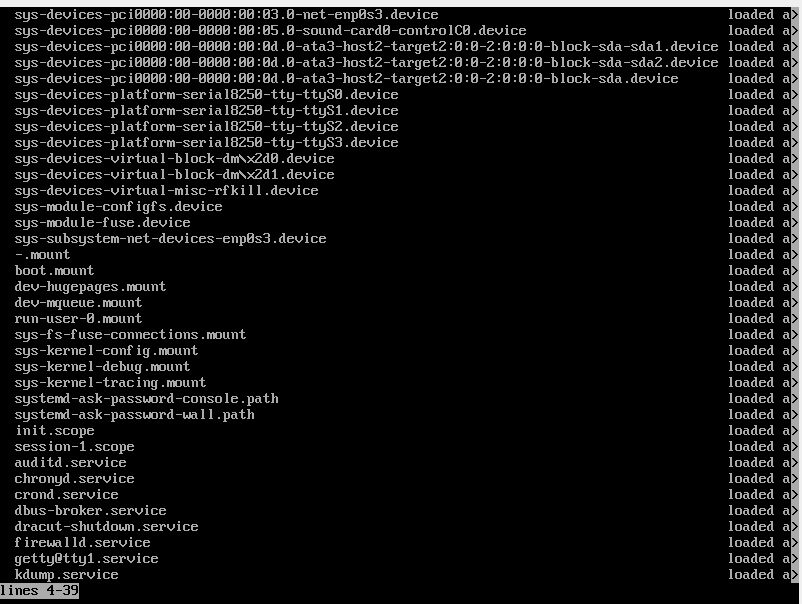 sys-devices-pci0000:00-0000:00:03.0-net-enp0s3.device loaded a>
sys-devices-pci0000:00-0000:00:05.0-sound-card0-controlC0.device loaded a>
sys-devices-pci0000:00-0000:00:0d.0-ata3-host2-target2:0:0-2:0:0:0-block-sda-sda1.device loaded a>
sys-devices-pci0000:00-0000:00:0d.0-ata3-host2-target2:0:0-2:0:0:0-block-sda-sda2.device loaded a>
sys-devices-pci0000:00-0000:00:0d.0-ata3-host2-target2:0:0-2:0:0:0-block-sda.device loaded a>
sys-devices-platform-serial8250-tty-ttyS0.device loaded a>
sys-devices-platform-serial8250-tty-ttyS1.device loaded a>
sys-devices-platform-serial8250-tty-ttyS2.device loaded a>
sys-devices-platform-serial8250-tty-ttyS3.device loaded a>
sys-devices-virtual-block-dm\x2d0.device loaded a>
sys-devices-virtual-block-dm\x2d1.device loaded a>
sys-devices-virtual-misc-rfkill.device loaded a>
sys-module-configfs.device loaded a>
sys-module-fuse.device loaded a>
sys-subsystem-net-devices-enp0s3.device loaded a>
-.mount loaded a>
boot.mount loaded a>
dev-hugepages.mount loaded a>
dev-mqueue.mount loaded a>
run-user-0.mount loaded a>
sys-fs-fuse-connections.mount loaded a>
sys-kernel-config.mount loaded a>
sys-kernel-debug.mount loaded a>
sys-kernel-tracing.mount loaded a>
systemd-ask-password-console.path loaded a>
systemd-ask-password-wall.path loaded a>
init.scope loaded a>
session-1.scope loaded a>
auditd.service loaded a>
chronyd.service loaded a>
crond.service loaded a>
dbus-broker.service loaded a>
dracut-shutdown.service loaded a>
firewalld.service loaded a>
getty@tty1.service loaded a>
kdump.service loaded a>
lines 4-39